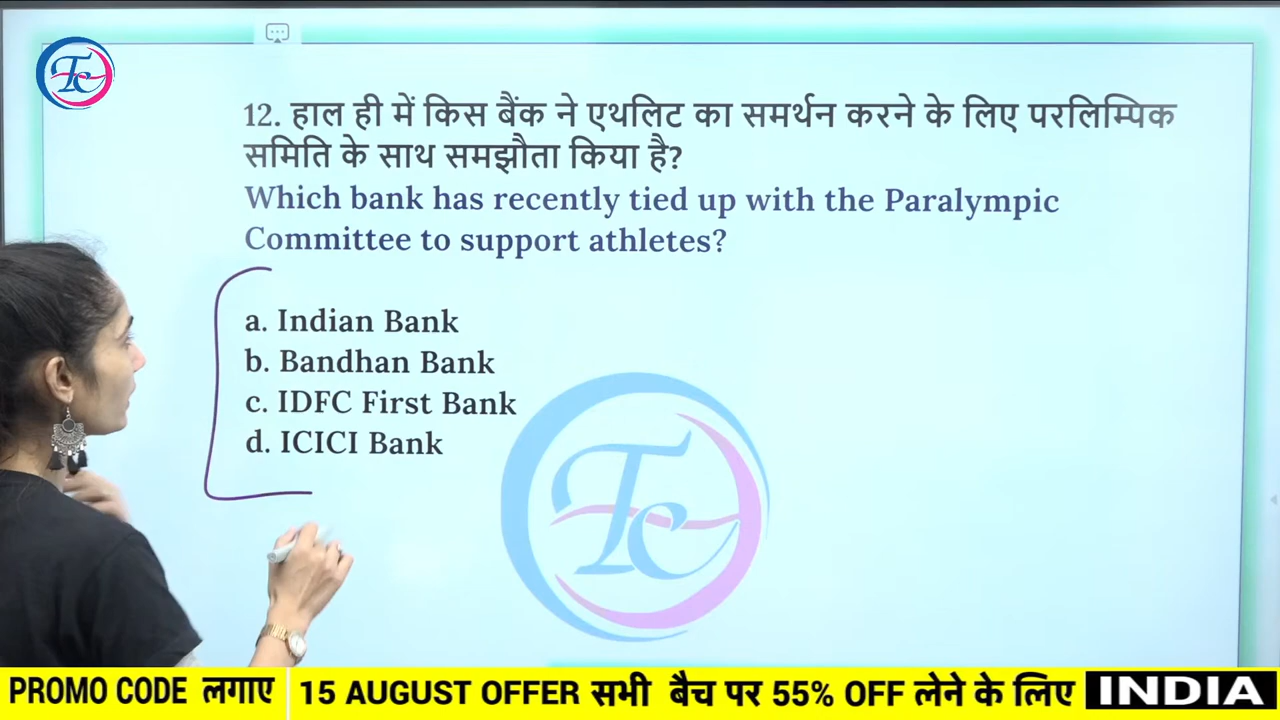 Tc
12. हाल ही में किस बैंक ने एथलिट का समर्थन करने के लिए परलिम्पिक
समिति के साथ समझौता किया है?
Which bank has recently tied up with the Paralympic
Committee to support athletes?
a. Indian Bank
b. Bandhan Bank
c. IDFC First Bank
d. ICICI Bank
Tc
PROMO CODE लगाए 15 AUGUST OFFER सभी बैच पर 55% OFF लेने के लिए INDIA